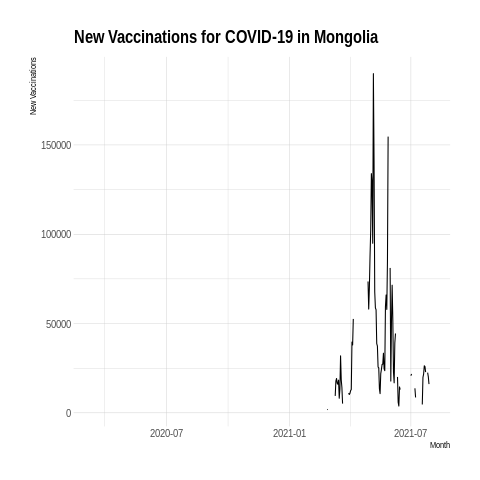 New Vaccinations for COVID-19 in Mongolia
New Vaccinations
150000
100000
50000
0
2020-07
2021-01
2021-07
Month